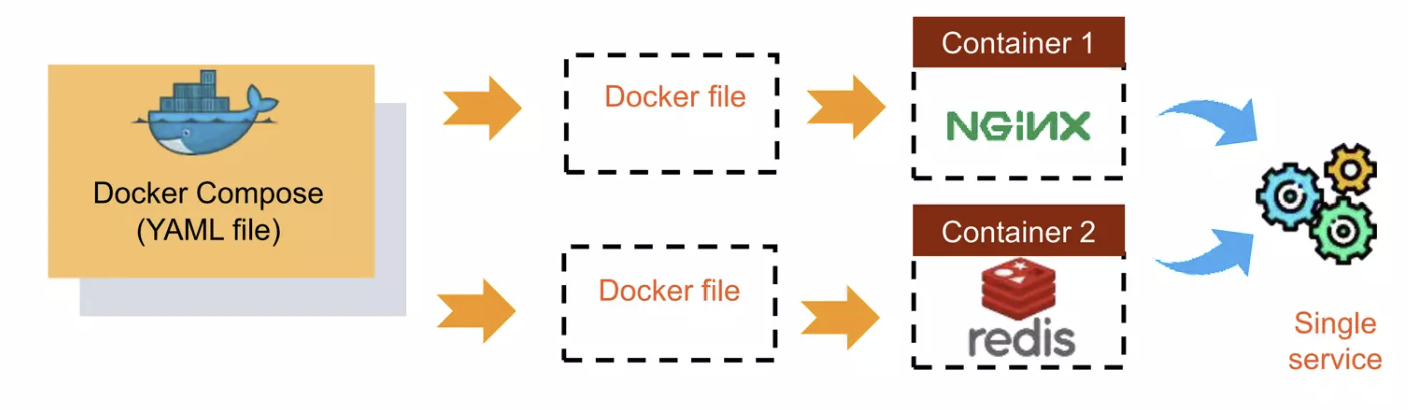 Docker Compose
(YAML file)
Docker file
Docker file
Container 1
NGiNX
Container 2
redis
Single
service